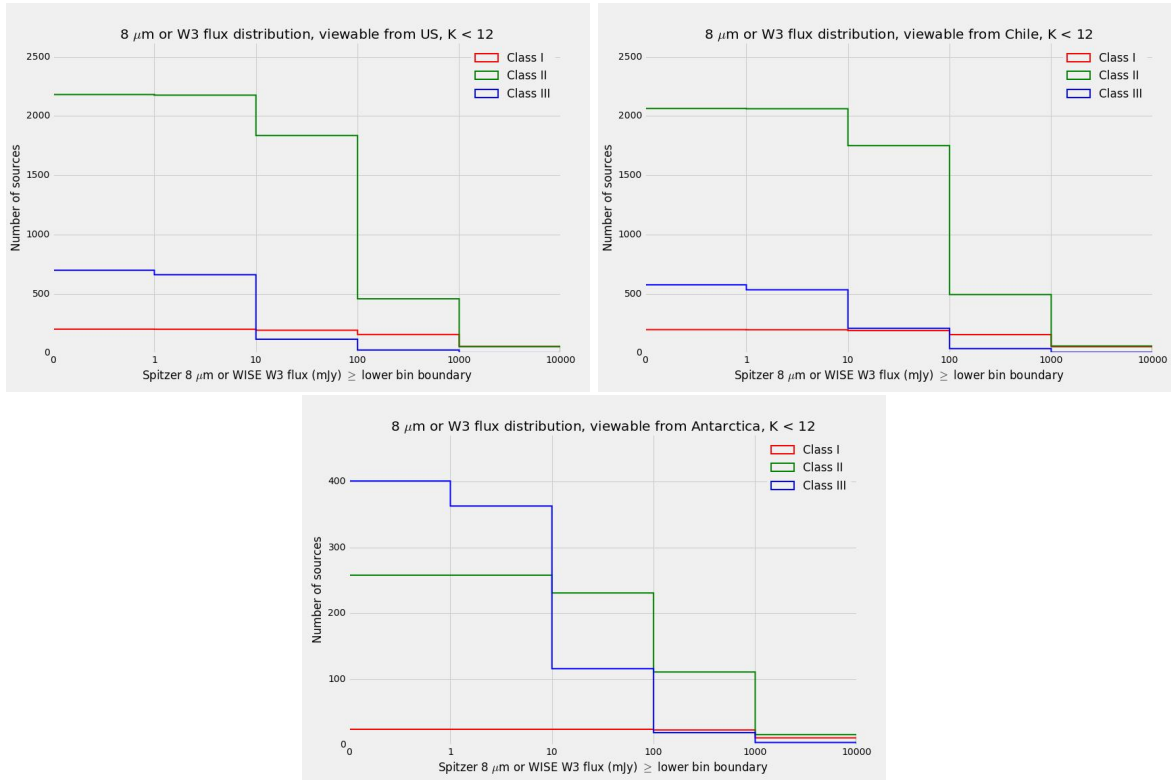 8 μm or W3 flux distribution, viewable from US, K < 12
Class I
Class II
Class III
Number of sources
2500
2000
1500
1000
500
0
0 1 10 100 1000 10000
Spitzer 8 μm or WISE W3 flux (mJy) ≥ lower bin boundary
8 μm or W3 flux distribution, viewable from Chile, K < 12
Class I
Class II
Class III
Number of sources
2500
2000
1500
1000
500
0
0 1 10 100 1000 10000
Spitzer 8 μm or WISE W3 flux (mJy) ≥ lower bin boundary
8 μm or W3 flux distribution, viewable from Antarctica, K < 12
Class I
Class II
Class III
Number of sources
400
300
200
100
0
0 1 10 100 1000 10000
Spitzer 8 μm or WISE W3 flux (mJy) ≥ lower bin boundary